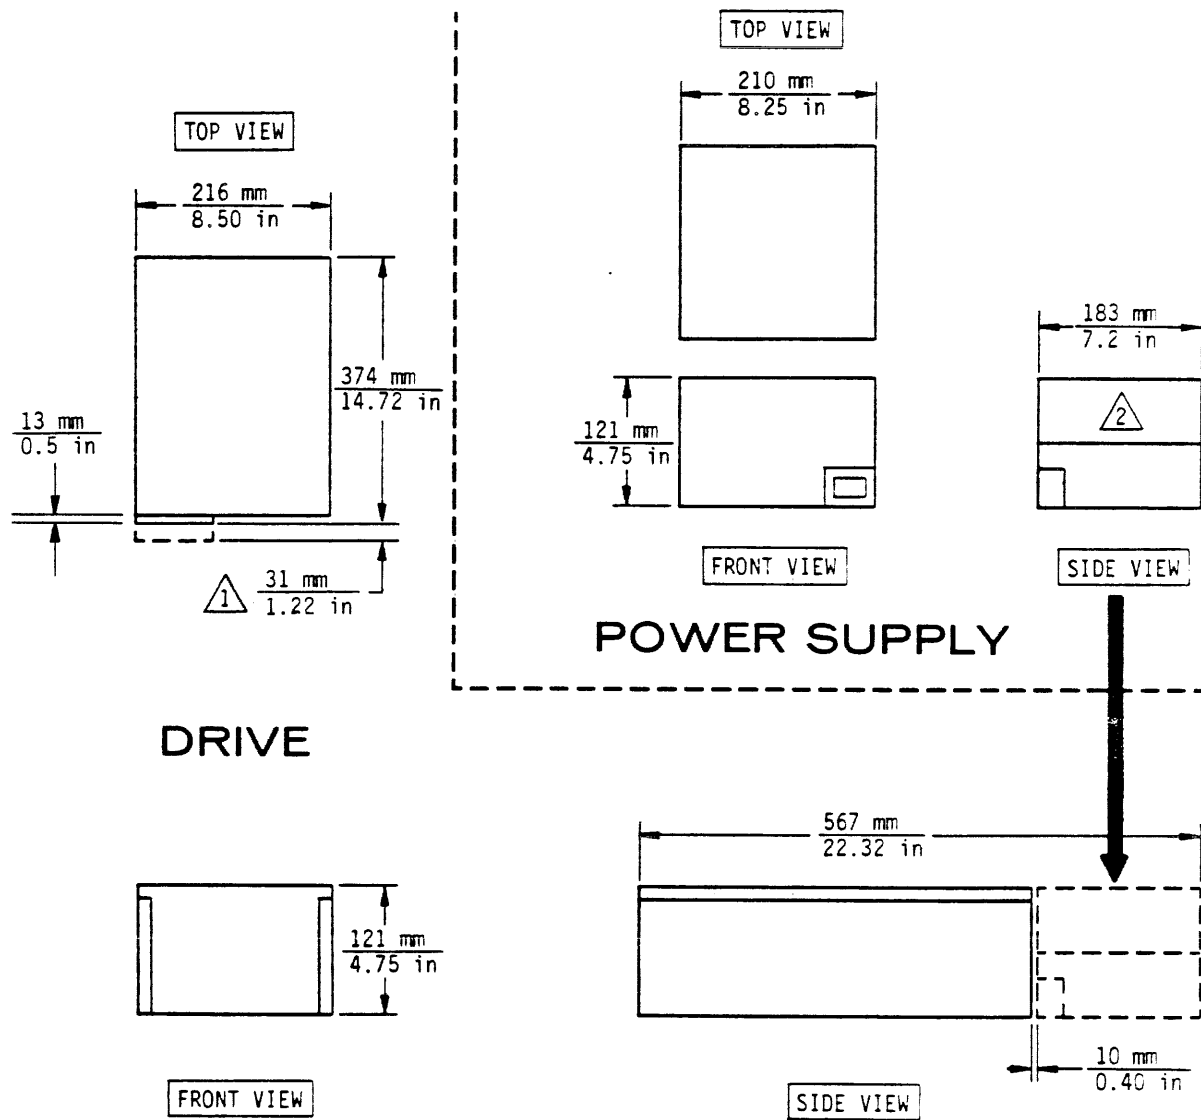 TOP VIEW
216 mm
8.50 in
374 mm
14.72 in
13 mm
0.5 in
1
31 mm
1.22 in
DRIVE
121 mm
4.75 in
FRONT VIEW
TOP VIEW
210 mm
8.25 in
121 mm
4.75 in
FRONT VIEW
183 mm
7.2 in
2
SIDE VIEW
POWER SUPPLY
567 mm
22.32 in
10 mm
0.40 in
SIDE VIEW